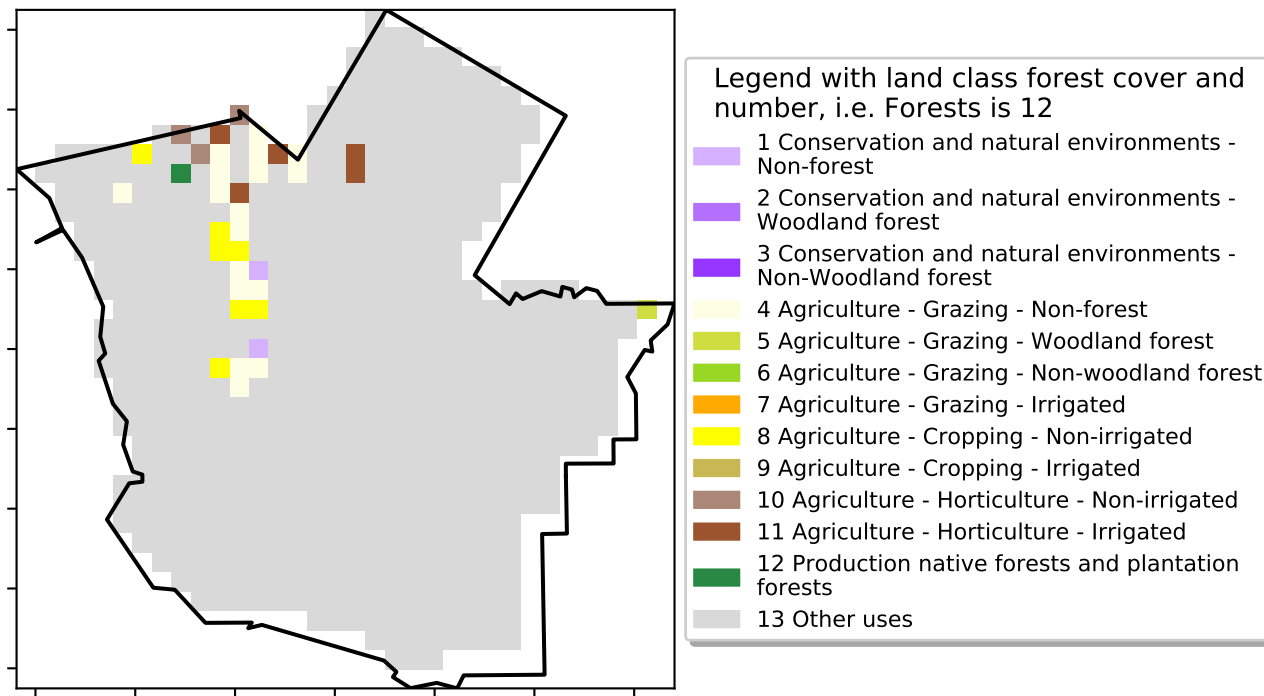 Legend with land class forest cover and
number, i.e. Forests is 12
1 Conservation and natural environments -
Non-forest
2 Conservation and natural environments -
Woodland forest
3 Conservation and natural environments -
Non-Woodland forest
4 Agriculture - Grazing - Non-forest
5 Agriculture - Grazing - Woodland forest
6 Agriculture - Grazing - Non-woodland forest
7 Agriculture - Grazing - Irrigated
8 Agriculture - Cropping - Non-irrigated
9 Agriculture - Cropping - Irrigated
10 Agriculture - Horticulture - Non-irrigated
11 Agriculture - Horticulture - Irrigated
12 Production native forests and plantation
forests
13 Other uses